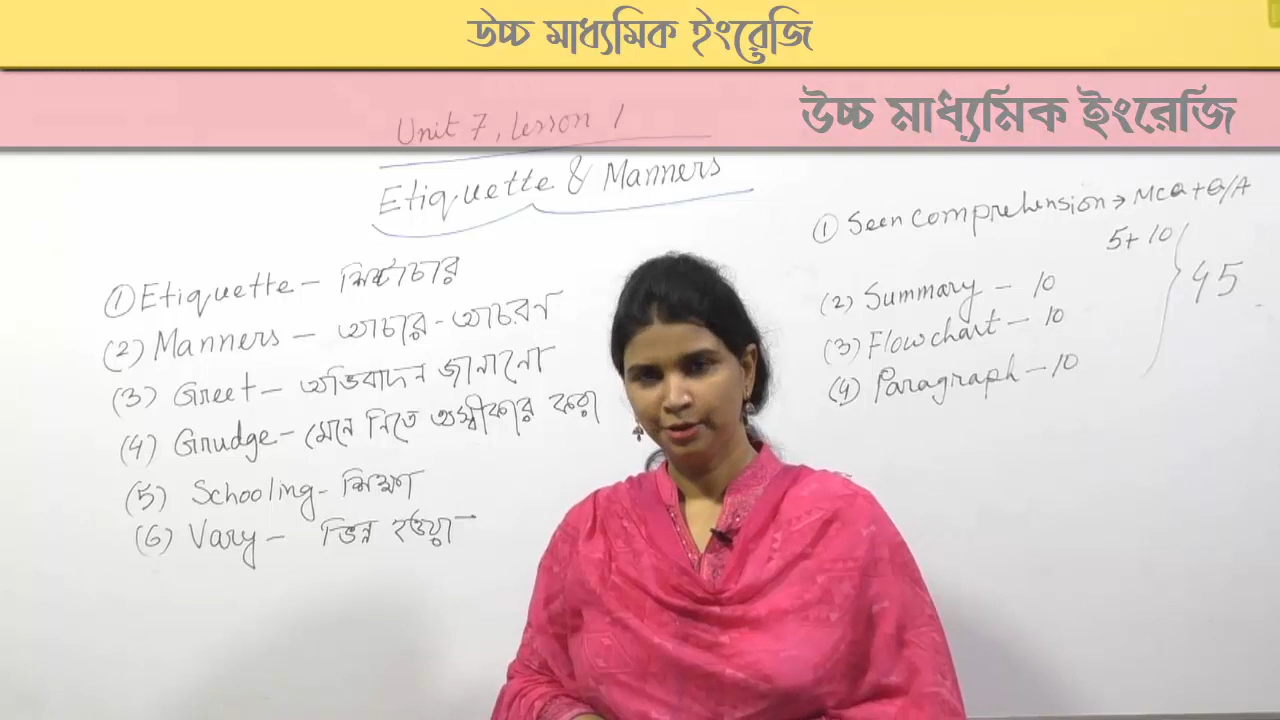 উচ্চ মাধ্যমিক ইংরেজি
উচ্চ মাধ্যমিক ইংরেজি
Unit 7, Lesson 1
Etiquette & Manners
① Etiquette – শিষ্টাচার
(2) Manners – আচার-আচরণ
(3) Greet – অভিবাদন জানানো
(4) Grudge – মেনে নিতে অস্বীকার করা
(5) Schooling – শিক্ষা
(6) Vary – ভিন্ন হওয়া
① Seen comprehension → MCQ + Q/A
5+ 10
(2) Summary – 10
(3) Flowchart – 10
(4) Paragraph – 10
45